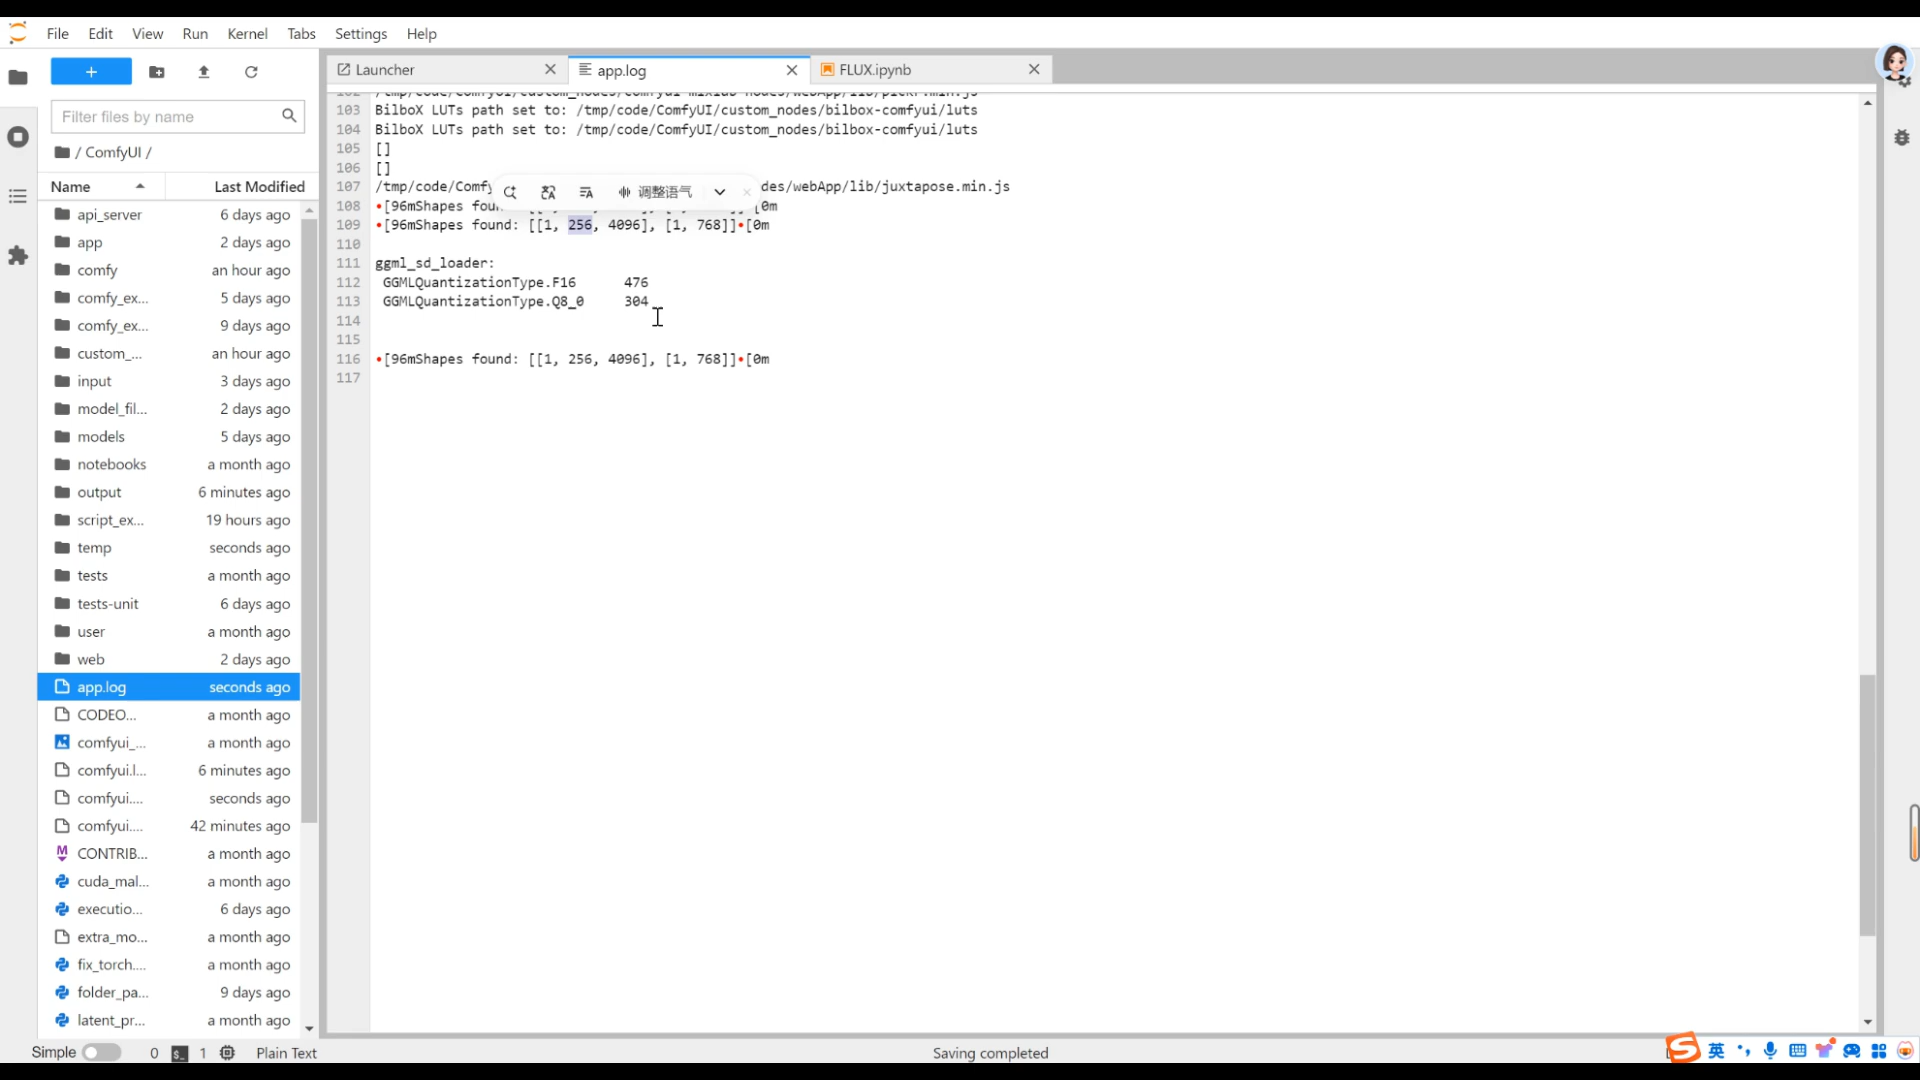 File Edit View Run Kernel Tabs Settings Help
Launcher
app.log
FLUX.ipynb
Filter files by name
/ ComfyUI /
Name Last Modified
api_server 6 days ago
app 2 days ago
comfy an hour ago
comfy_ex... 5 days ago
comfy_ex... 9 days ago
custom_... an hour ago
input 3 days ago
model_fil... 2 days ago
models 5 days ago
notebooks a month ago
output 6 minutes ago
script_ex... 19 hours ago
temp seconds ago
tests a month ago
tests-unit 6 days ago
user a month ago
web 2 days ago
app.log seconds ago
CODEO... a month ago
comfyui_... a month ago
comfyui.l... 6 minutes ago
comfyui.... seconds ago
comfyui.... 42 minutes ago
CONTRIB... a month ago
cuda_mal... a month ago
executio... 6 days ago
extra_mo... a month ago
fix_torch.... a month ago
folder_pa... 9 days ago
latent_pr... a month ago
103 BilboX LUTs path set to: /tmp/code/ComfyUI/custom_nodes/bilbox-comfyui/luts
104 BilboX LUTs path set to: /tmp/code/ComfyUI/custom_nodes/bilbox-comfyui/luts
105 []
106 []
107 /tmp/code/Comfy des/webApp/lib/juxtapose.min.js
调整语气
108 •[96mShapes fou [0m
109 •[96mShapes found: [[1, 256, 4096], [1, 768]]•[0m
110
111 ggml_sd_loader:
112 GGMLQuantizationType.F16 476
113 GGMLQuantizationType.Q8_0 304
114
115
116 •[96mShapes found: [[1, 256, 4096], [1, 768]]•[0m
117
Simple 0 1 Plain Text
Saving completed
英